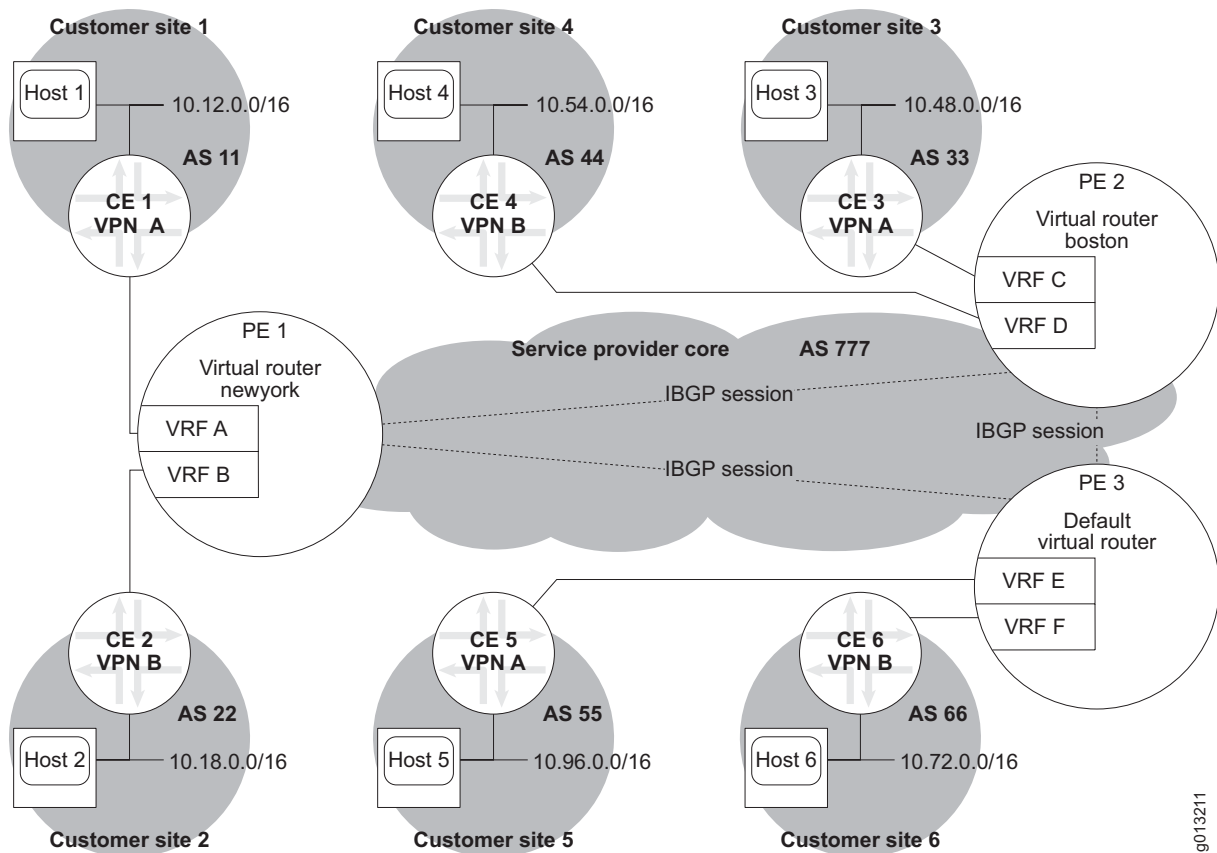 Customer site 1
Host 1
10.12.0.0/16
AS 11
CE 1
VPN A
Customer site 4
Host 4
10.54.0.0/16
AS 44
CE 4
VPN B
Customer site 3
Host 3
10.48.0.0/16
AS 33
CE 3
VPN A
PE 2
Virtual router
boston
VRF C
VRF D
PE 1
Virtual router
newyork
VRF A
VRF B
Service provider core
AS 777
IBGP session
IBGP session
IBGP session
PE 3
Default
virtual router
VRF E
VRF F
CE 2
VPN B
AS 22
Host 2
10.18.0.0/16
Customer site 2
CE 5
VPN A
AS 55
Host 5
10.96.0.0/16
Customer site 5
CE 6
VPN B
AS 66
Host 6
10.72.0.0/16
Customer site 6
g013211